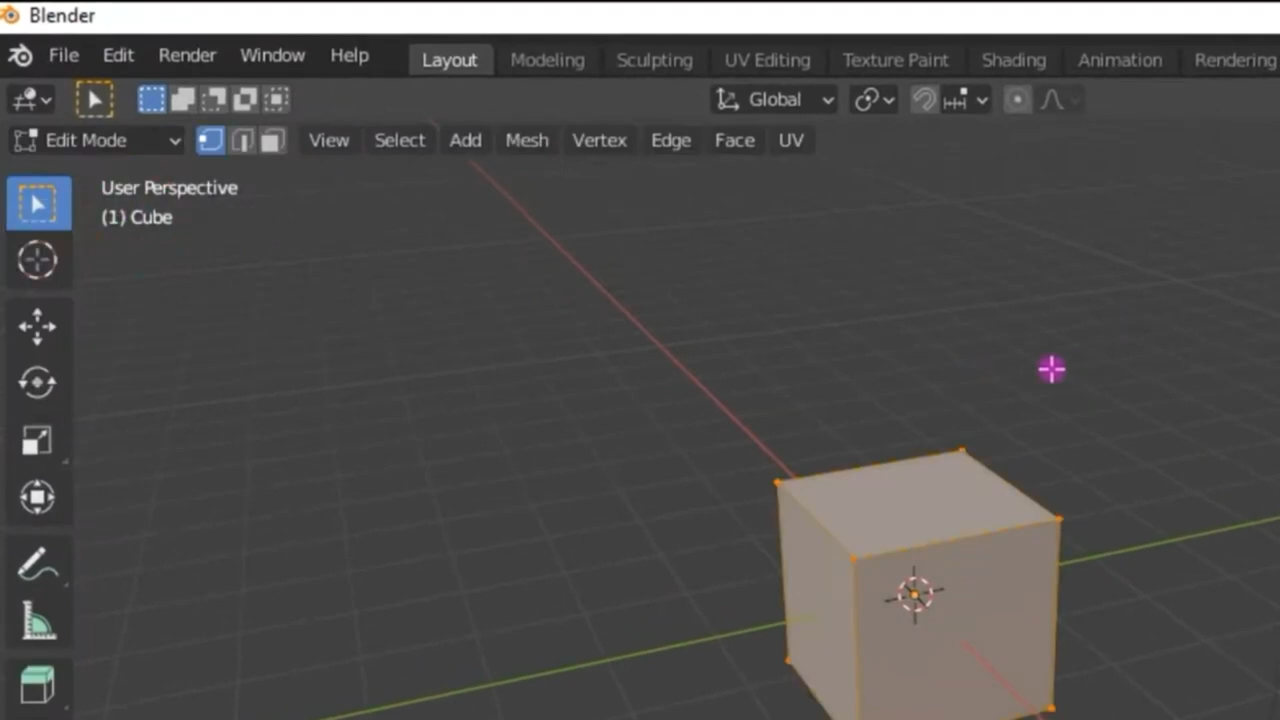 Blender
File Edit Render Window Help Layout Modeling Sculpting UV Editing Texture Paint Shading Animation Rendering
Global
Edit Mode View Select Add Mesh Vertex Edge Face UV
User Perspective
(1) Cube